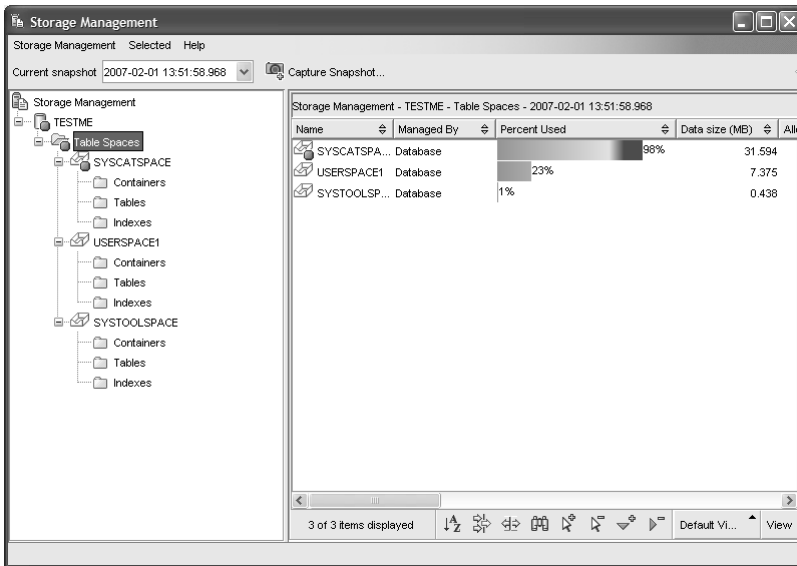 Storage Management
Storage Management Selected Help
Current snapshot 2007-02-01 13:51:58.968 Capture Snapshot...
Storage Management
TESTME
Table Spaces
SYSCATSPACE
Containers
Tables
Indexes
USERSPACE1
Containers
Tables
Indexes
SYSTOOLSPACE
Containers
Tables
Indexes
Storage Management - TESTME - Table Spaces - 2007-02-01 13:51:58.968
Name Managed By Percent Used Data size (MB) All
SYSCATSPA... Database 98% 31.594
USERSPACE1 Database 23% 7.375
SYSTOOLSP... Database 1% 0.438
3 of 3 items displayed Default Vi... View